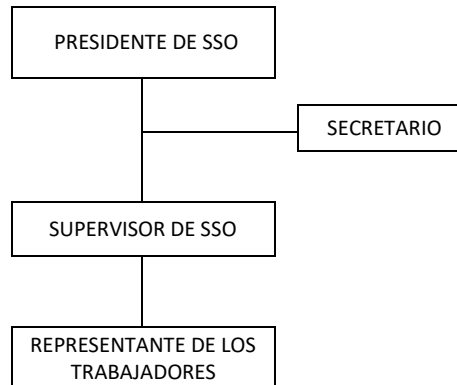 PRESIDENTE DE SSO
SECRETARIO
SUPERVISOR DE SSO
REPRESENTANTE DE LOS
TRABAJADORES